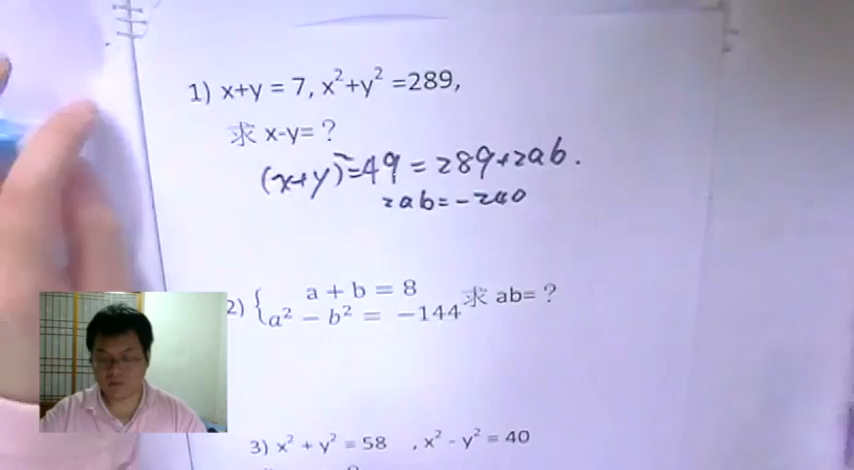 1) x+y = 7, x²+y² =289,
求 x-y= ?
(x+y)²=49 = 289+2ab.
2ab=-240
2) { a + b = 8
a² − b² = −144 求 ab= ?
3) x² + y² = 58 , x² - y² = 40